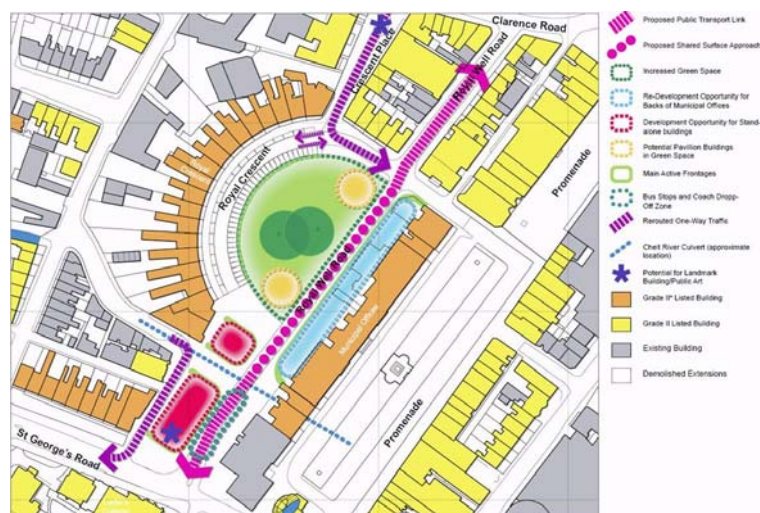 Clarence Road
Crescent Place
Royal Well Road
Royal Crescent
Promenade
Royal Well Road
Municipal Offices
Promenade
St George's Road
Proposed Public Transport Link
Proposed Shared Surface Approach
Increased Green Space
Re-Development Opportunity for
Backs of Municipal Offices
Development Opportunity for Stand-
alone buildings
Potential Pavilion Buildings
in Green Space
Main Active Frontages
Bus Stops and Coach Dropp-
Off Zone
Rerouted One-Way Traffic
Chelt River Culvert (approximate
location)
Potential for Landmark
Building/Public Art
Grade II* Listed Building
Grade II Listed Building
Existing Building
Demolished Extensions